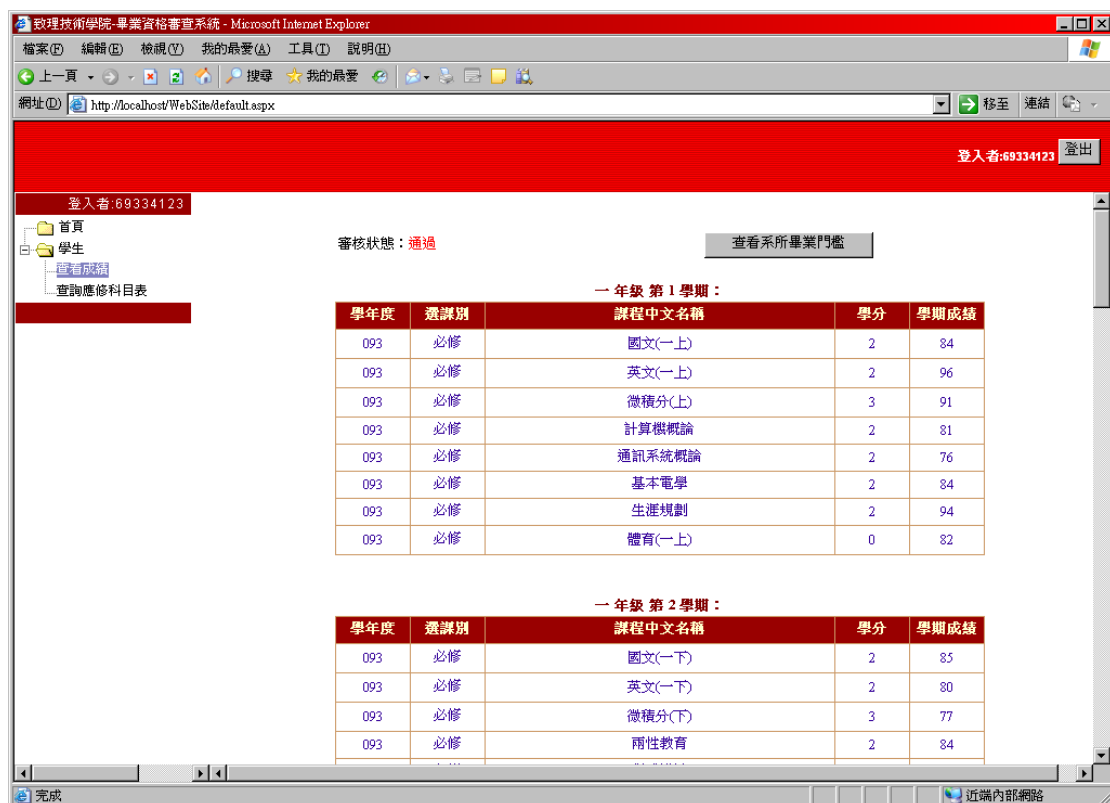 致理技術學院-畢業資格審查系統 - Microsoft Internet Explorer
檔案(F) 編輯(E) 檢視(V) 我的最愛(A) 工具(T) 說明(H)
上一頁 搜尋 我的最愛
網址(D) http://localhost/WebSite/default.aspx 移至 連結
登入者:69334123 登出
登入者:69334123
首頁
學生
查看成績
查詢應修科目表
審核狀態：通過 查看系所畢業門檻
一 年級 第 1 學期：
學年度 選課別 課程中文名稱 學分 學期成績
093 必修 國文(一上) 2 84
093 必修 英文(一上) 2 96
093 必修 微積分(上) 3 91
093 必修 計算機概論 2 81
093 必修 通訊系統概論 2 76
093 必修 基本電學 2 84
093 必修 生涯規劃 2 94
093 必修 體育(一上) 0 82
一 年級 第 2 學期：
學年度 選課別 課程中文名稱 學分 學期成績
093 必修 國文(一下) 2 85
093 必修 英文(一下) 2 80
093 必修 微積分(下) 3 77
093 必修 兩性教育 2 84
完成 近端內部網路